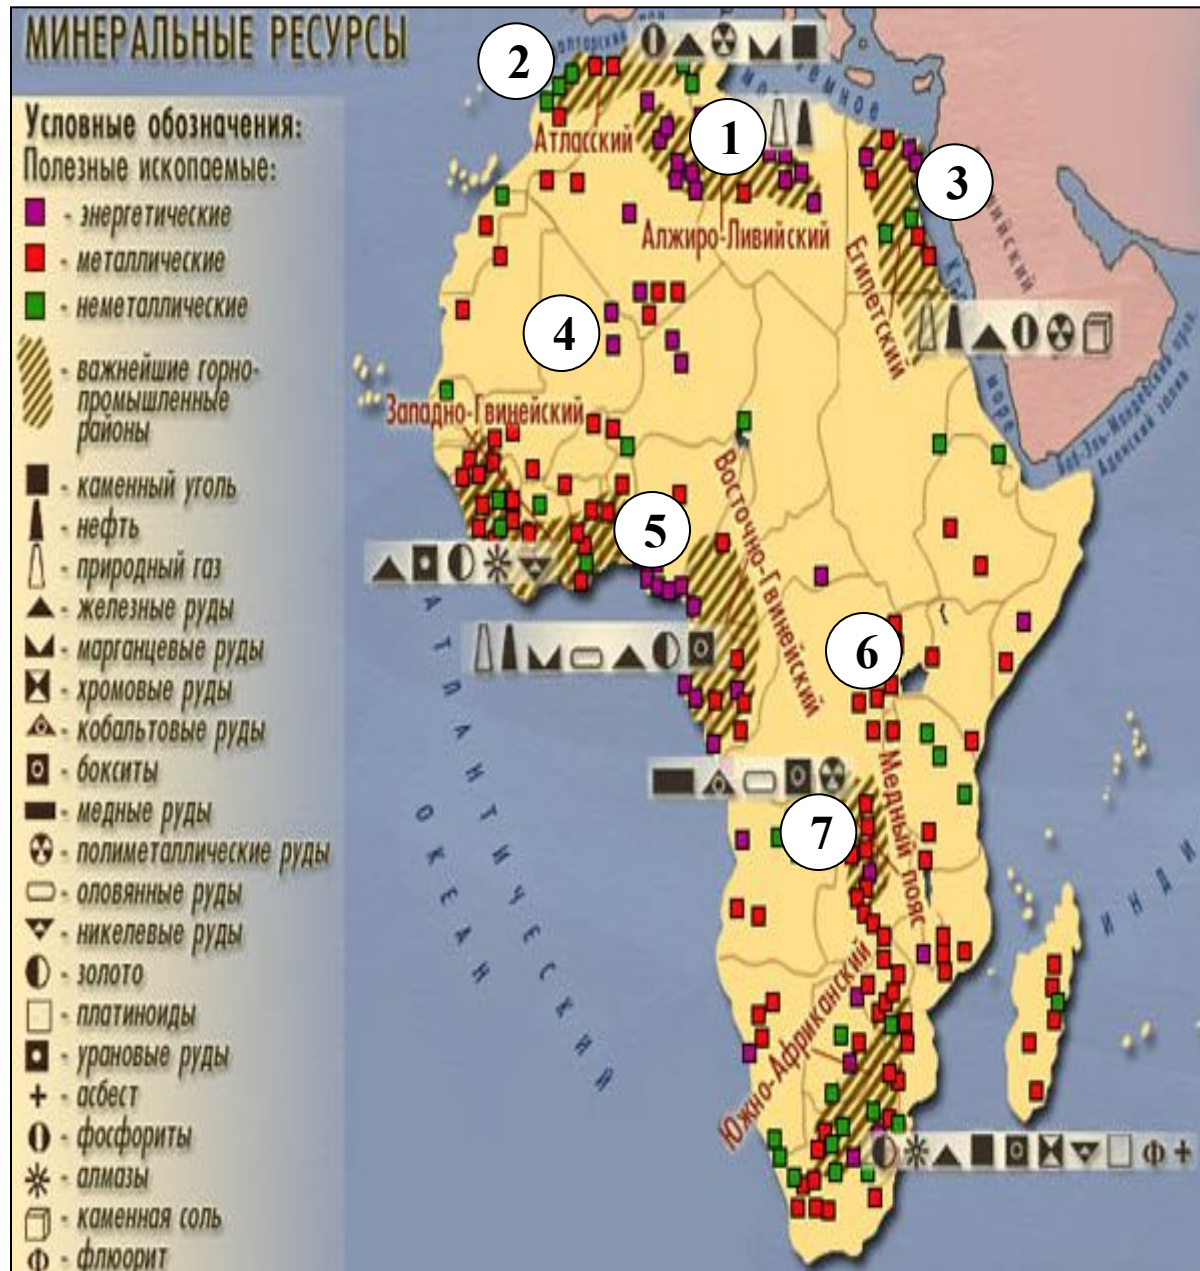 МИНЕРАЛЬНЫЕ РЕСУРСЫ
Условные обозначения:
Полезные ископаемые:
- энергетические
- металлические
- неметаллические
- важнейшие горно-
промышленные
районы
- каменный уголь
- нефть
- природный газ
- железные руды
- марганцевые руды
- хромовые руды
- кобальтовые руды
- бокситы
- медные руды
- полиметаллические руды
- оловянные руды
- никелевые руды
- золото
- платиноиды
- урановые руды
+ - асбест
- фосфориты
- алмазы
- каменная соль
Ф - флюорит
2
1
Атласский
3
Алжиро-Ливийский
Египетский
4
море
Западно-Гвинейский
Восточно-Гвинейский
5
6
Медный пояс
7
Южно-Африканский
АТЛАНТИЧЕСКИЙ
ОКЕАН
ИНДИ